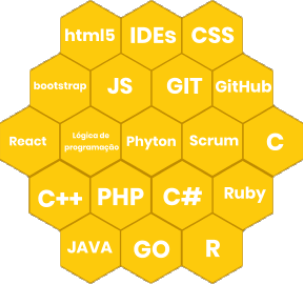 html5 IDEs CSS
bootstrap JS GIT GitHub
React Lógica de programação Phyton Scrum C
C++ PHP C# Ruby
JAVA GO R